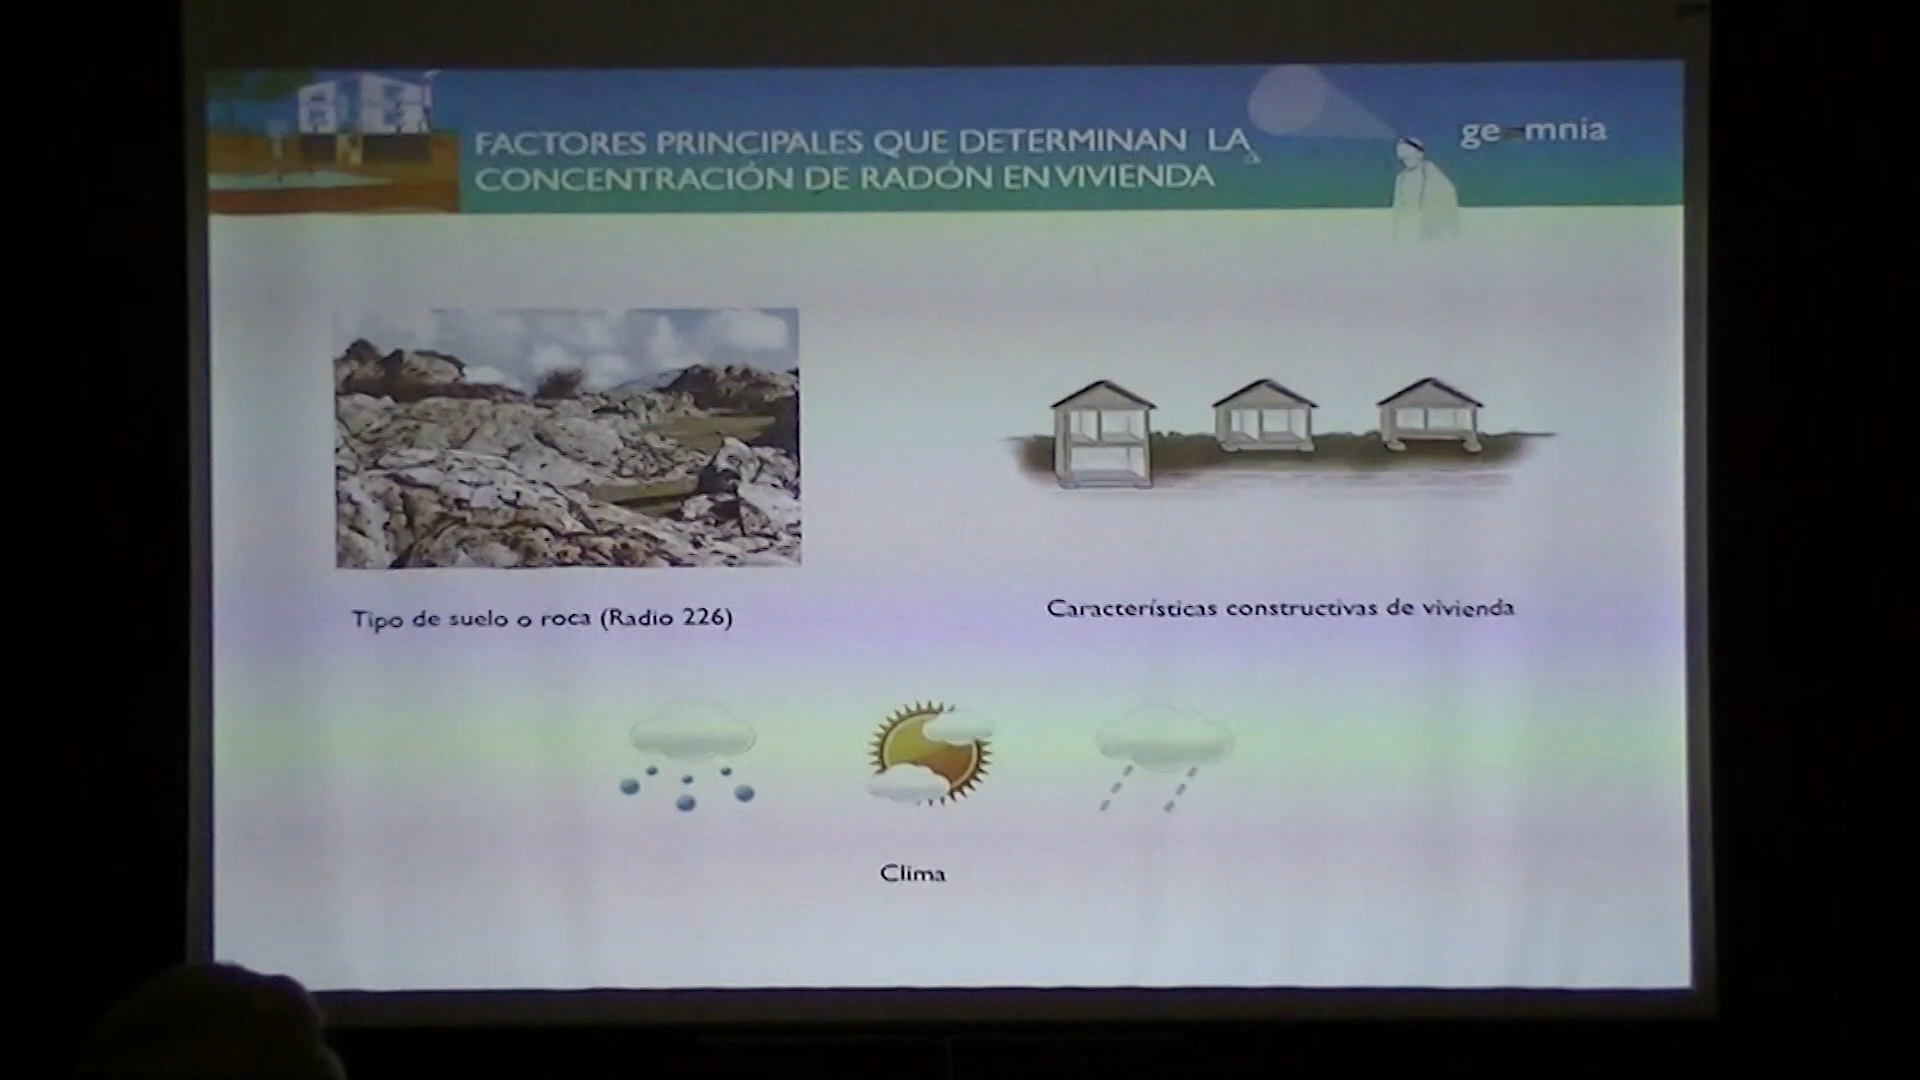 FACTORES PRINCIPALES QUE DETERMINAN LA
CONCENTRACIÓN DE RADÓN EN VIVIENDA
geomnia
Tipo de suelo o roca (Radio 226)
Características constructivas de vivienda
Clima